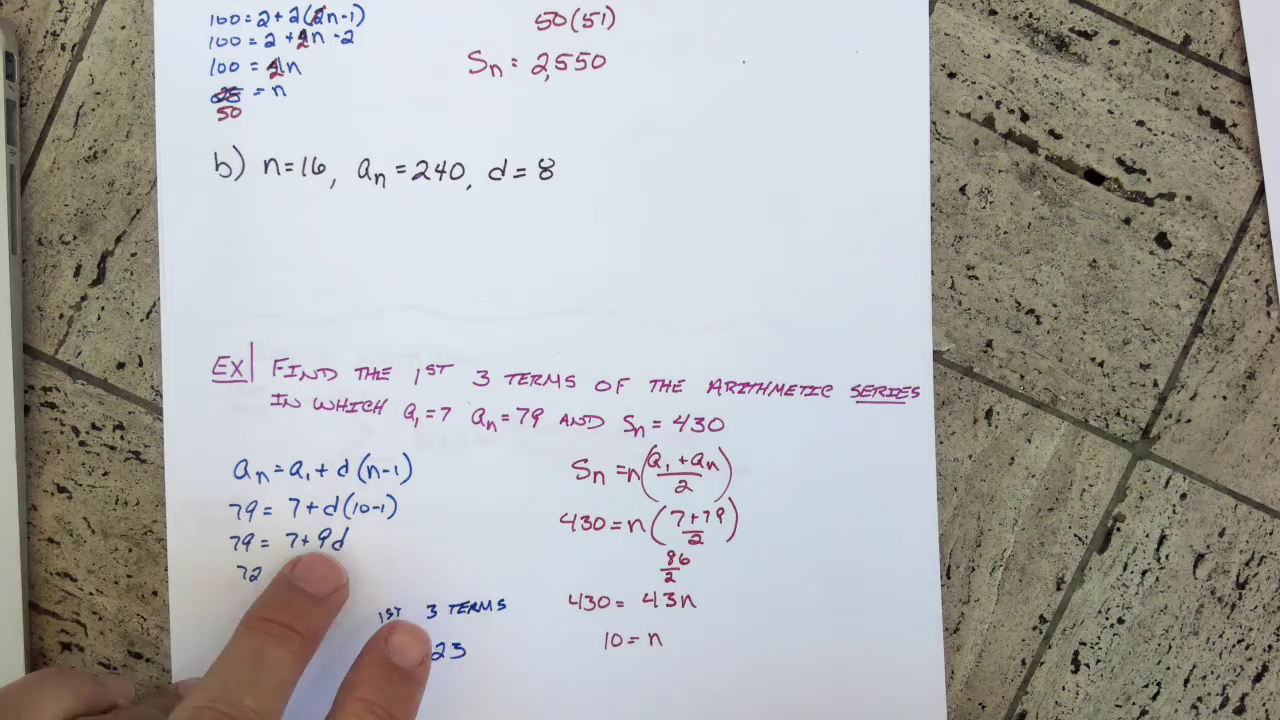 100 = 2 + 2(2n-1)
100 = 2 + 2n - 2
100 = 2n
25 = n
50
50(51)
Sn = 2,550
b) n=16, an = 240, d = 8
EX| FIND THE 1ST 3 TERMS OF THE ARITHMETIC SERIES
IN WHICH a1 = 7 an = 79 AND Sn = 430
an = a1 + d(n-1)
79 = 7 + d(10-1)
79 = 7 + 9d
72
1ST 3 TERMS
23
Sn = n(a1 + an / 2)
430 = n(7+79 / 2)
86 / 2
430 = 43n
10 = n